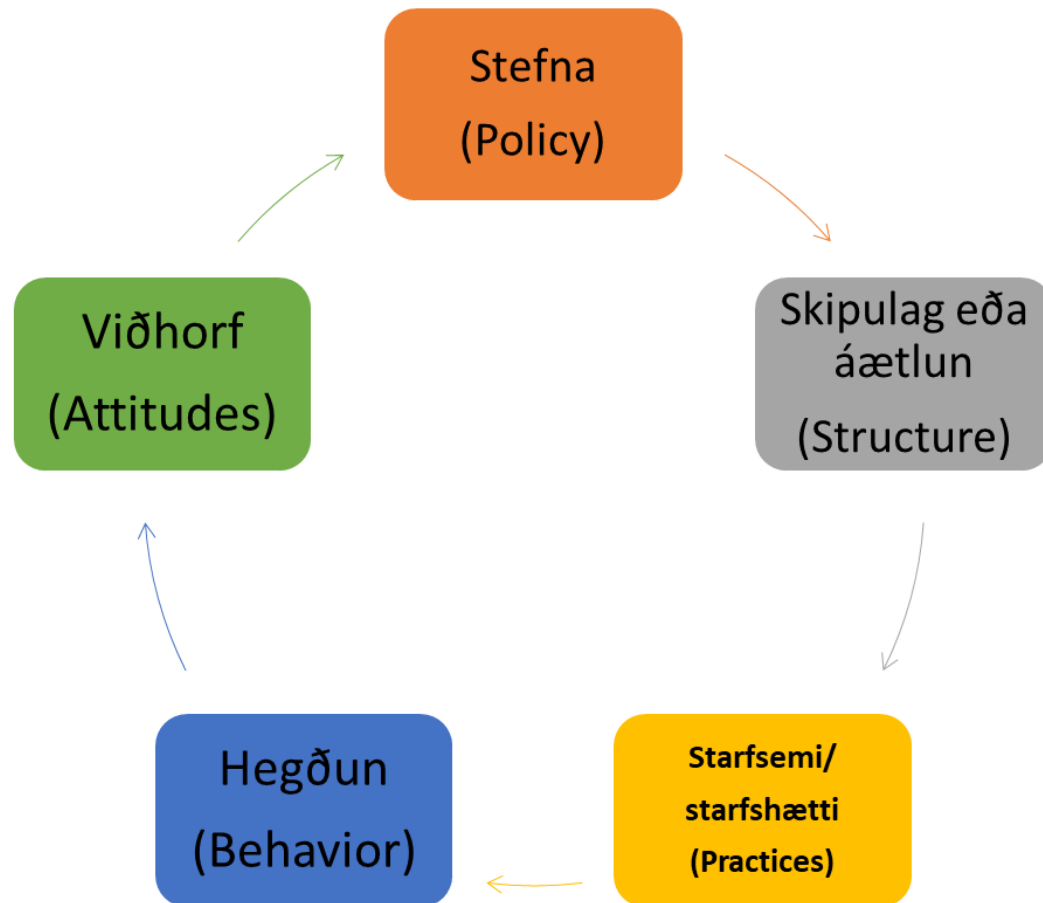 Stefna
(Policy)
Skipulag eða
áætlun
(Structure)
Starfsemi/
starfshætti
(Practices)
Hegðun
(Behavior)
Viðhorf
(Attitudes)